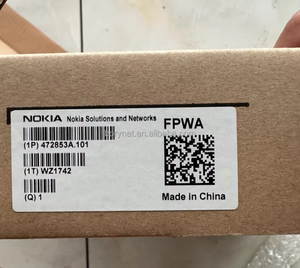 NOKIA Nokia Solutions and Networks
FPWA
(1P) 472853A.101
(1T) WZ1742
(Q) 1
Made in China